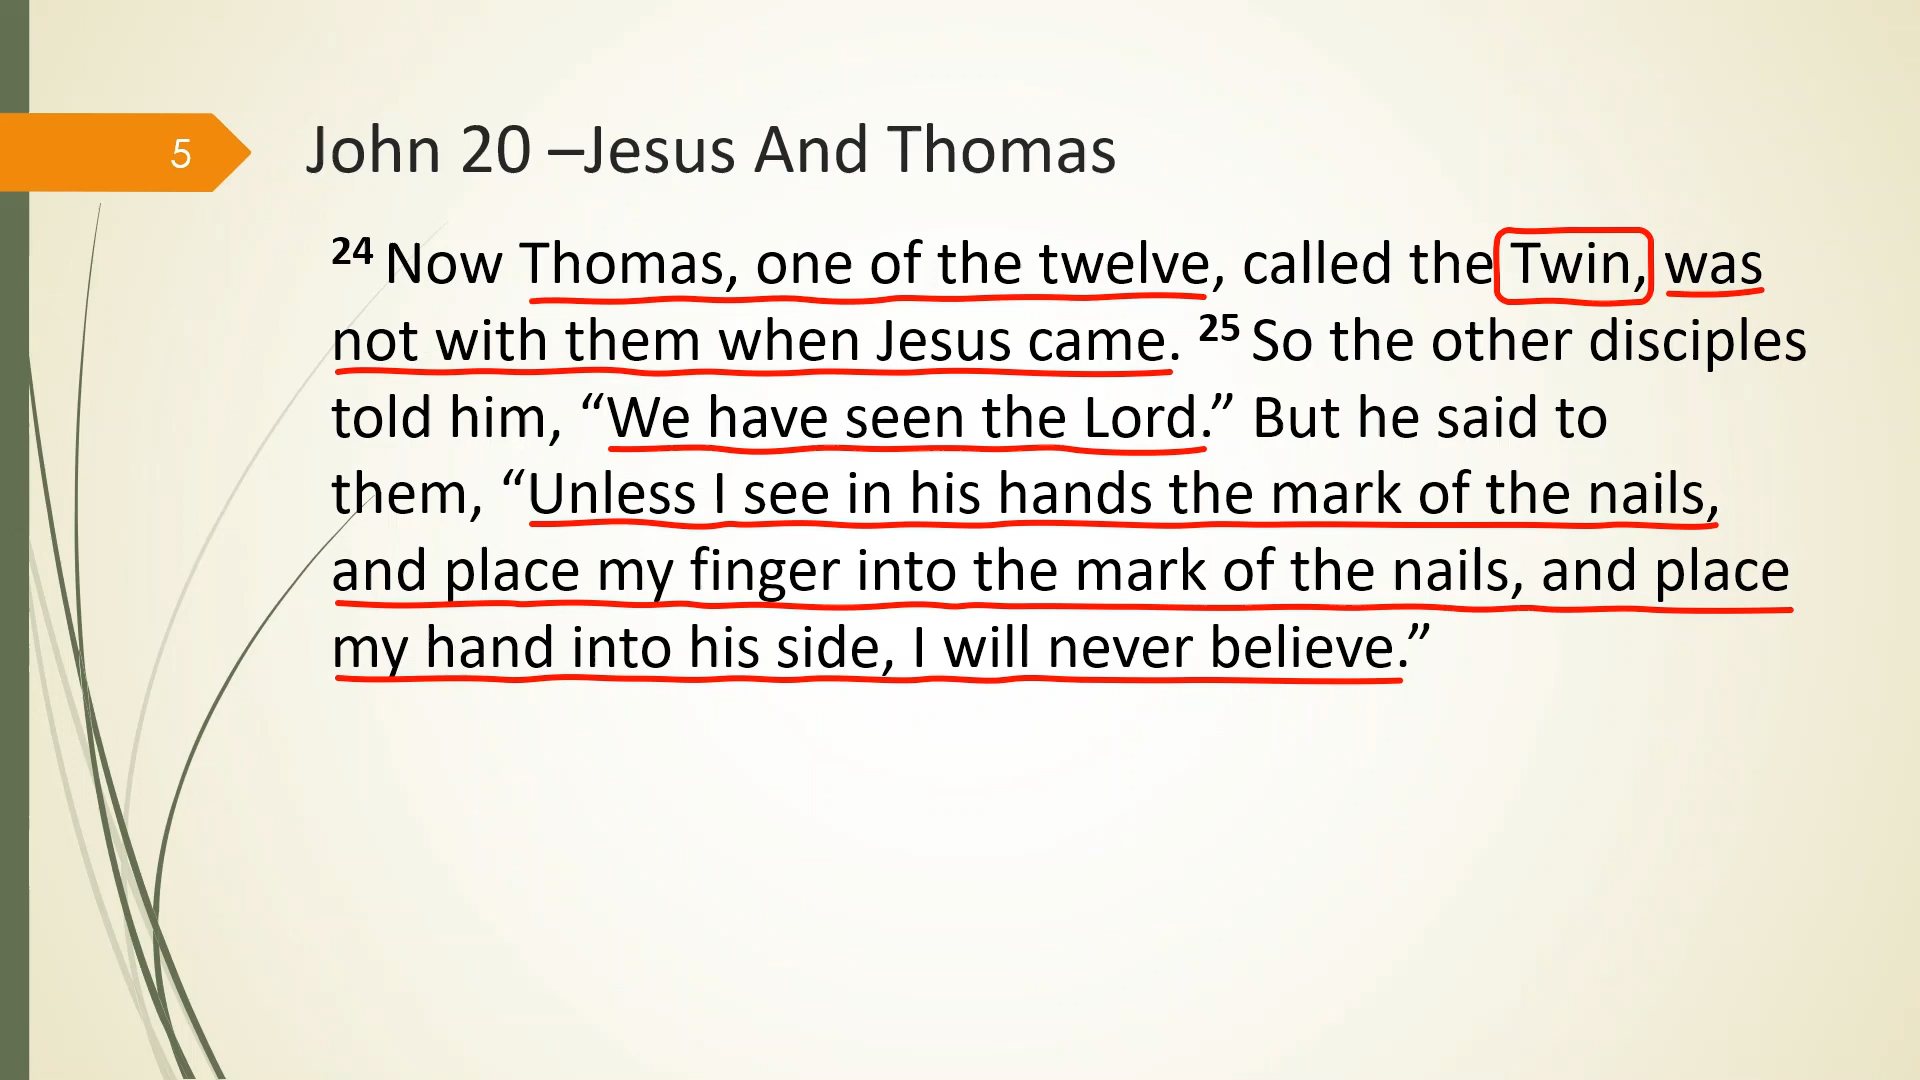 5
John 20 –Jesus And Thomas
24 Now Thomas, one of the twelve, called the Twin, was
not with them when Jesus came. 25 So the other disciples
told him, “We have seen the Lord.” But he said to
them, “Unless I see in his hands the mark of the nails,
and place my finger into the mark of the nails, and place
my hand into his side, I will never believe.”